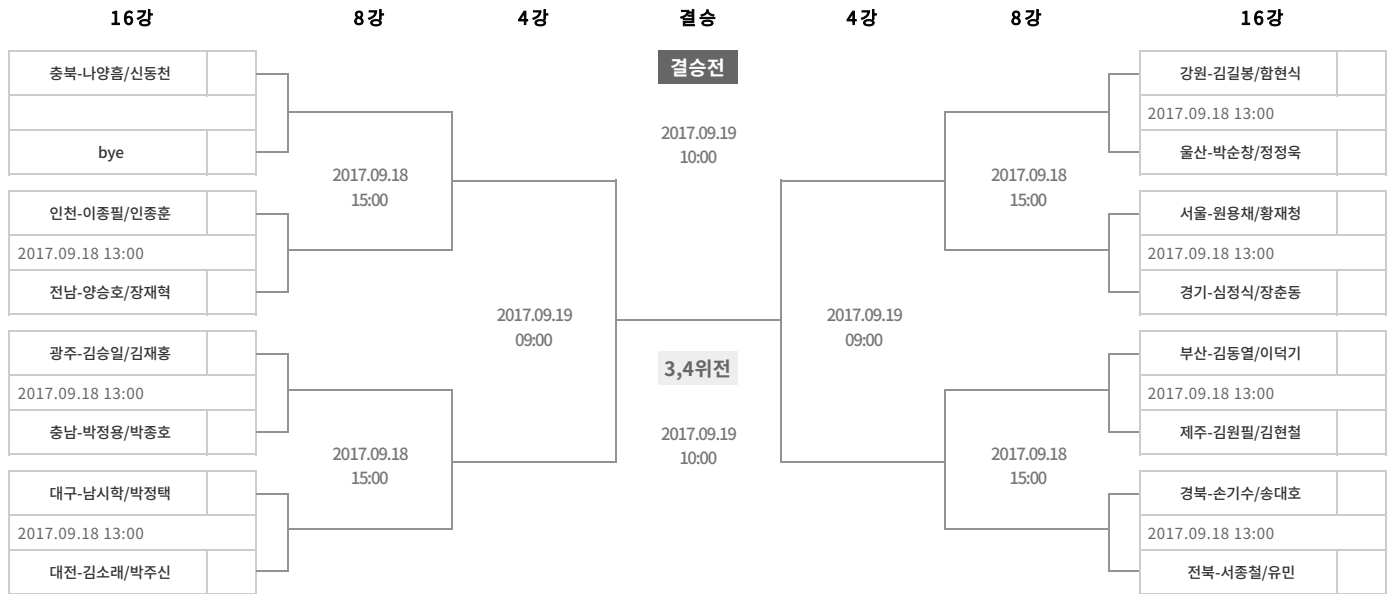 16강
8강
4강
결승
4강
8강
16강
충북-나양흠/신동천
bye
인천-이종필/인종훈
2017.09.18 13:00
전남-양승호/장재혁
광주-김승일/김재홍
2017.09.18 13:00
충남-박정용/박종호
대구-남시학/박정택
2017.09.18 13:00
대전-김소래/박주신
2017.09.18
15:00
2017.09.18
15:00
2017.09.19
09:00
결승전
2017.09.19
10:00
3,4위전
2017.09.19
10:00
2017.09.19
09:00
2017.09.18
15:00
2017.09.18
15:00
강원-김길봉/함현식
2017.09.18 13:00
울산-박순창/정정욱
서울-원용채/황재청
2017.09.18 13:00
경기-심정식/장춘동
부산-김동열/이덕기
2017.09.18 13:00
제주-김원필/김현철
경북-손기수/송대호
2017.09.18 13:00
전북-서종철/유민